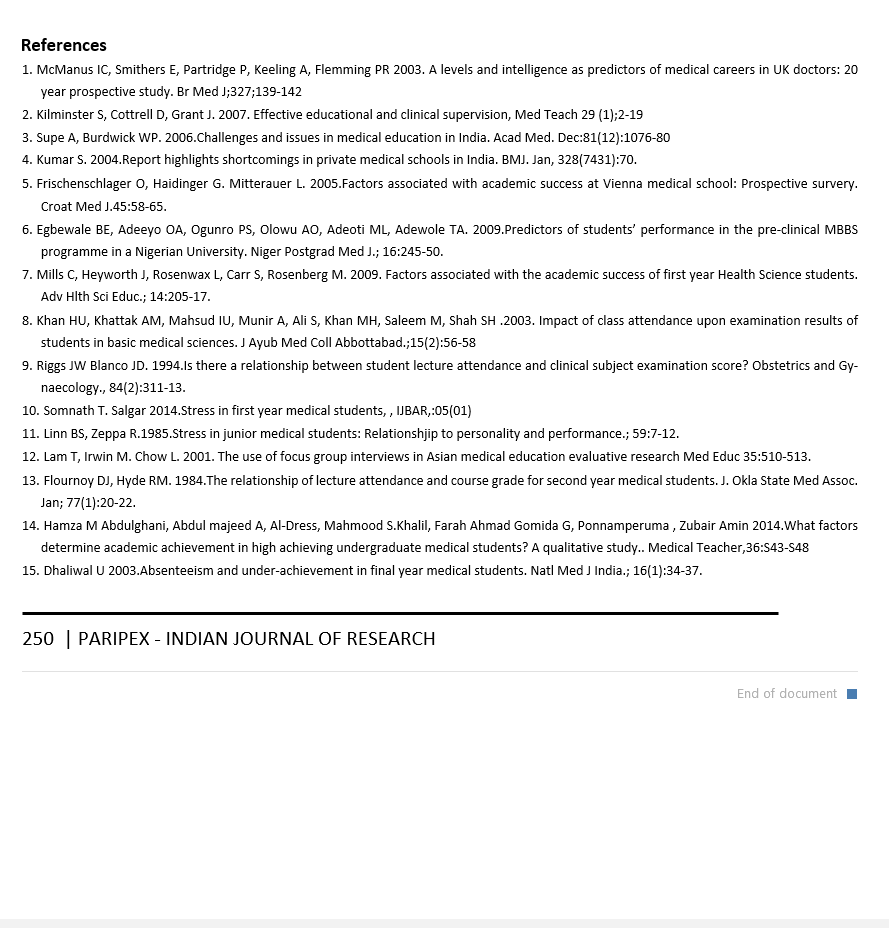 References
1. McManus IC, Smithers E, Partridge P, Keeling A, Flemming PR 2003. A levels and intelligence as predictors of medical careers in UK doctors: 20
year prospective study. Br Med J;327;139-142
2. Kilminster S, Cottrell D, Grant J. 2007. Effective educational and clinical supervision, Med Teach 29 (1);2-19
3. Supe A, Burdwick WP. 2006.Challenges and issues in medical education in India. Acad Med. Dec:81(12):1076-80
4. Kumar S. 2004.Report highlights shortcomings in private medical schools in India. BMJ. Jan, 328(7431):70.
5. Frischenschlager O, Haidinger G. Mitterauer L. 2005.Factors associated with academic success at Vienna medical school: Prospective survery.
Croat Med J.45:58-65.
6. Egbewale BE, Adeeyo OA, Ogunro PS, Olowu AO, Adeoti ML, Adewole TA. 2009.Predictors of students’ performance in the pre-clinical MBBS
programme in a Nigerian University. Niger Postgrad Med J.; 16:245-50.
7. Mills C, Heyworth J, Rosenwax L, Carr S, Rosenberg M. 2009. Factors associated with the academic success of first year Health Science students.
Adv Hlth Sci Educ.; 14:205-17.
8. Khan HU, Khattak AM, Mahsud IU, Munir A, Ali S, Khan MH, Saleem M, Shah SH .2003. Impact of class attendance upon examination results of
students in basic medical sciences. J Ayub Med Coll Abbottabad.;15(2):56-58
9. Riggs JW Blanco JD. 1994.Is there a relationship between student lecture attendance and clinical subject examination score? Obstetrics and Gy-
naecology., 84(2):311-13.
10. Somnath T. Salgar 2014.Stress in first year medical students, , IJBAR,:05(01)
11. Linn BS, Zeppa R.1985.Stress in junior medical students: Relationshjip to personality and performance.; 59:7-12.
12. Lam T, Irwin M. Chow L. 2001. The use of focus group interviews in Asian medical education evaluative research Med Educ 35:510-513.
13. Flournoy DJ, Hyde RM. 1984.The relationship of lecture attendance and course grade for second year medical students. J. Okla State Med Assoc.
Jan; 77(1):20-22.
14. Hamza M Abdulghani, Abdul majeed A, Al-Dress, Mahmood S.Khalil, Farah Ahmad Gomida G, Ponnamperuma , Zubair Amin 2014.What factors
determine academic achievement in high achieving undergraduate medical students? A qualitative study.. Medical Teacher,36:S43-S48
15. Dhaliwal U 2003.Absenteeism and under-achievement in final year medical students. Natl Med J India.; 16(1):34-37.
250 | PARIPEX - INDIAN JOURNAL OF RESEARCH
End of document